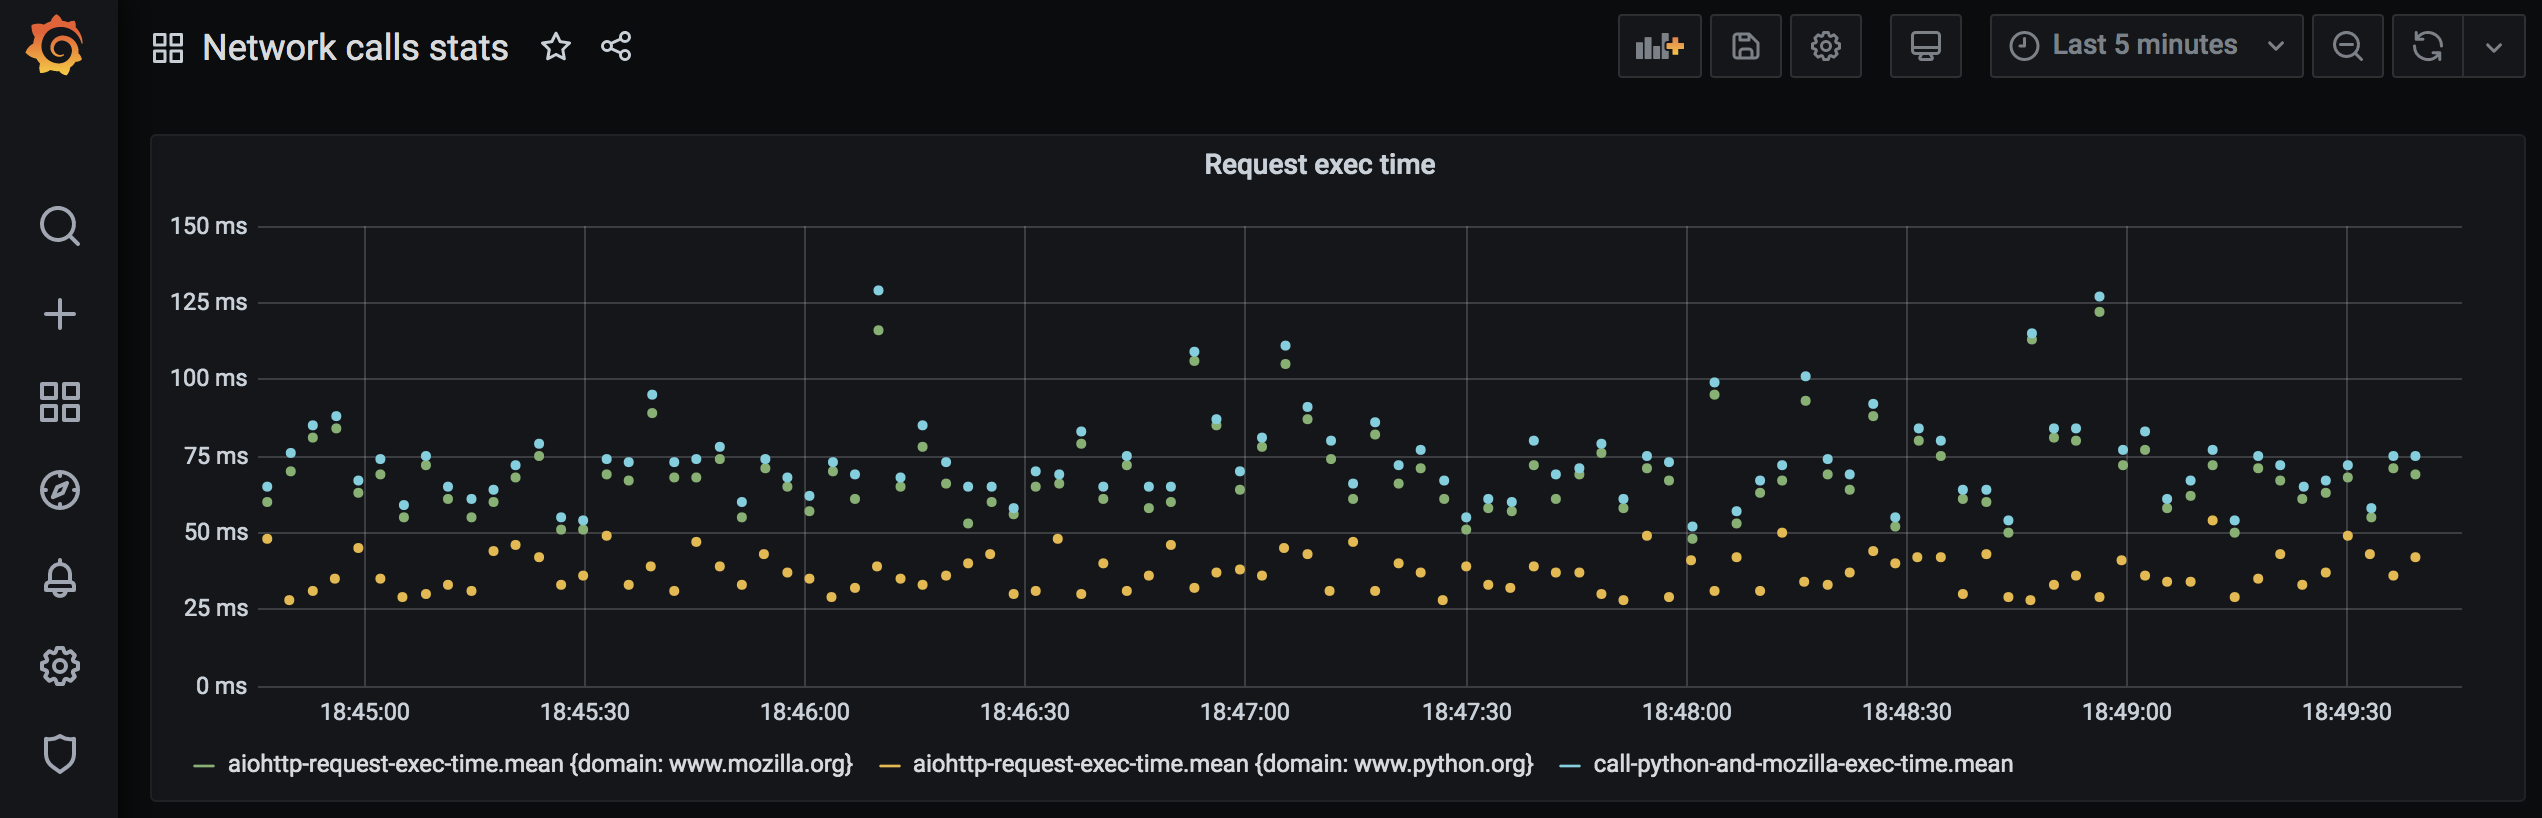 Network calls stats
Last 5 minutes
Request exec time
150 ms
125 ms
100 ms
75 ms
50 ms
25 ms
0 ms
18:45:00 18:45:30 18:46:00 18:46:30 18:47:00 18:47:30 18:48:00 18:48:30 18:49:00 18:49:30
aiohttp-request-exec-time.mean {domain: www.mozilla.org} aiohttp-request-exec-time.mean {domain: www.python.org} call-python-and-mozilla-exec-time.mean